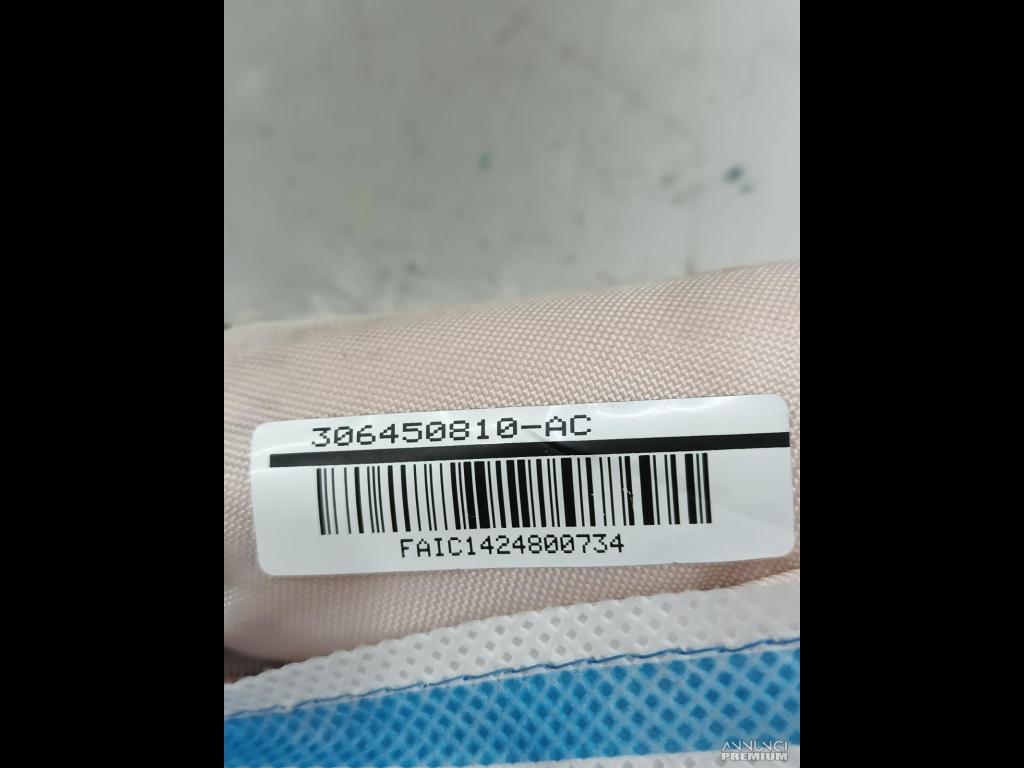 306450810-AC
FAIC1424800734
ANNUNCI
PREMIUM